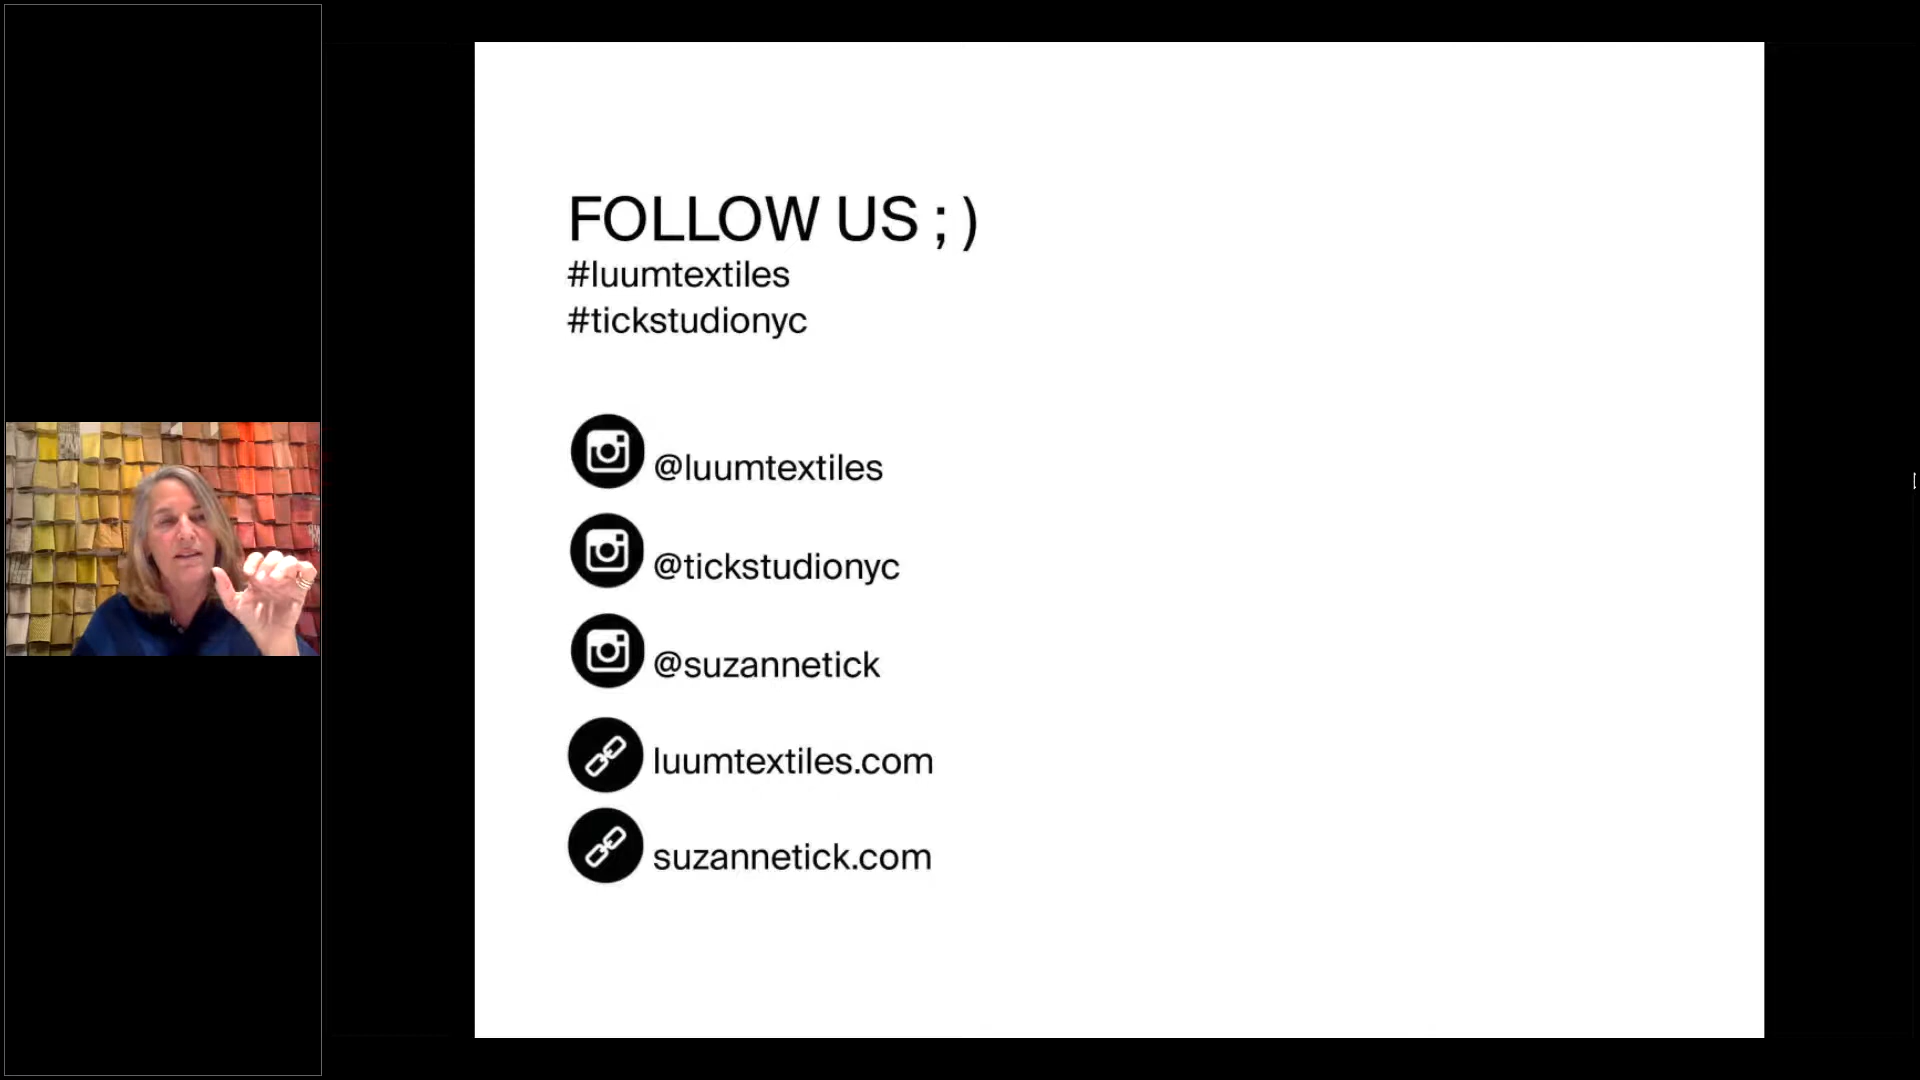 FOLLOW US ; )
#luumtextiles
#tickstudionyc
@luumtextiles
@tickstudionyc
@suzannetick
luumtextiles.com
suzannetick.com